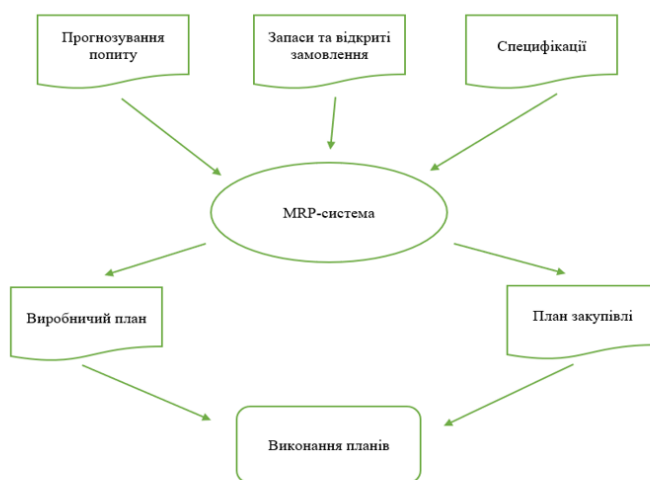 Прогнозування
попиту
Запаси та відкриті
замовлення
Специфікації
MRP-система
Виробничий план
План закупівлі
Виконання планів